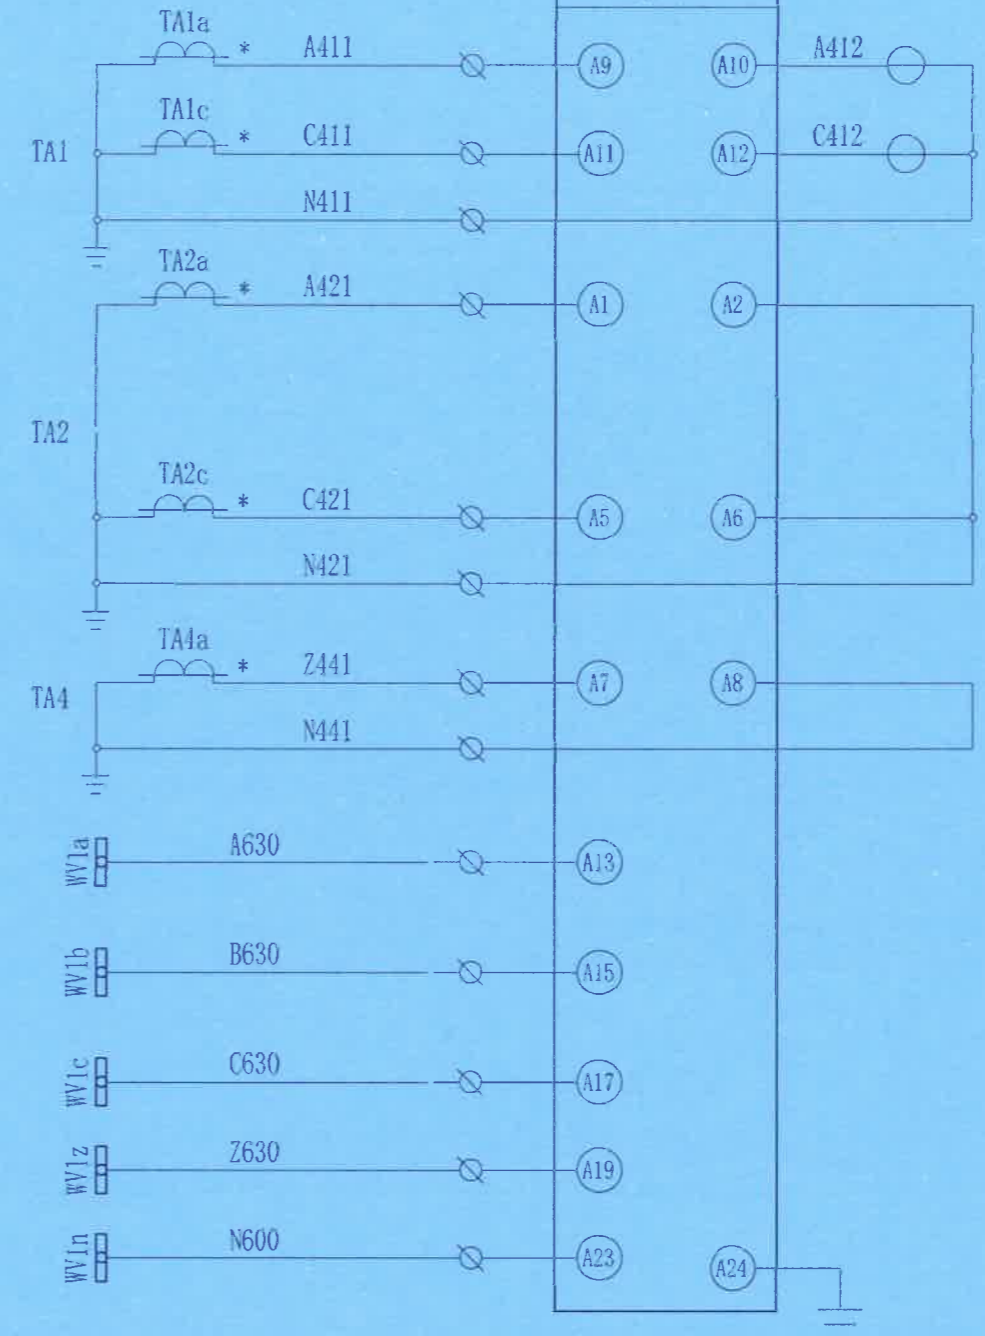 TA1a
* A411 A9 A10 A412
TA1c
TA1 * C411 A11 A12 C412
N411
TA2a
* A421 A1 A2
TA2
TA2c
* C421 A5 A6
N421
TA4a
* Z441 A7 A8
TA4
N441
WV1a A630 A13
WV1b B630 A15
WV1c C630 A17
WV1z Z630 A19
WV1n N600 A23 A24